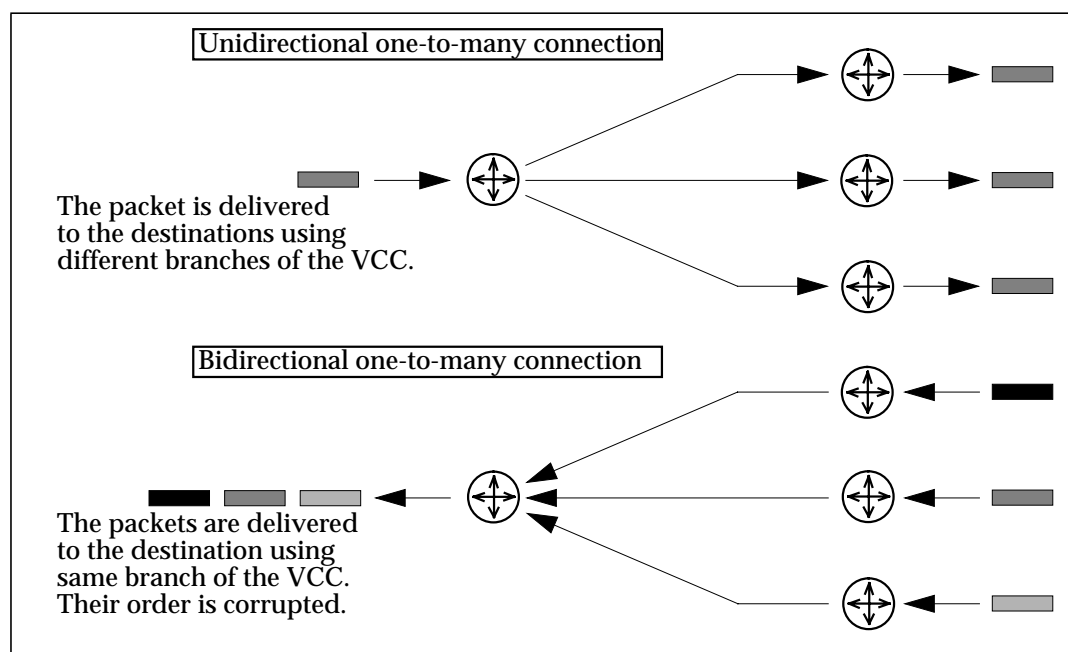 Unidirectional one-to-many connection
The packet is delivered
to the destinations using
different branches of the VCC.
Bidirectional one-to-many connection
The packets are delivered
to the destination using
same branch of the VCC.
Their order is corrupted.